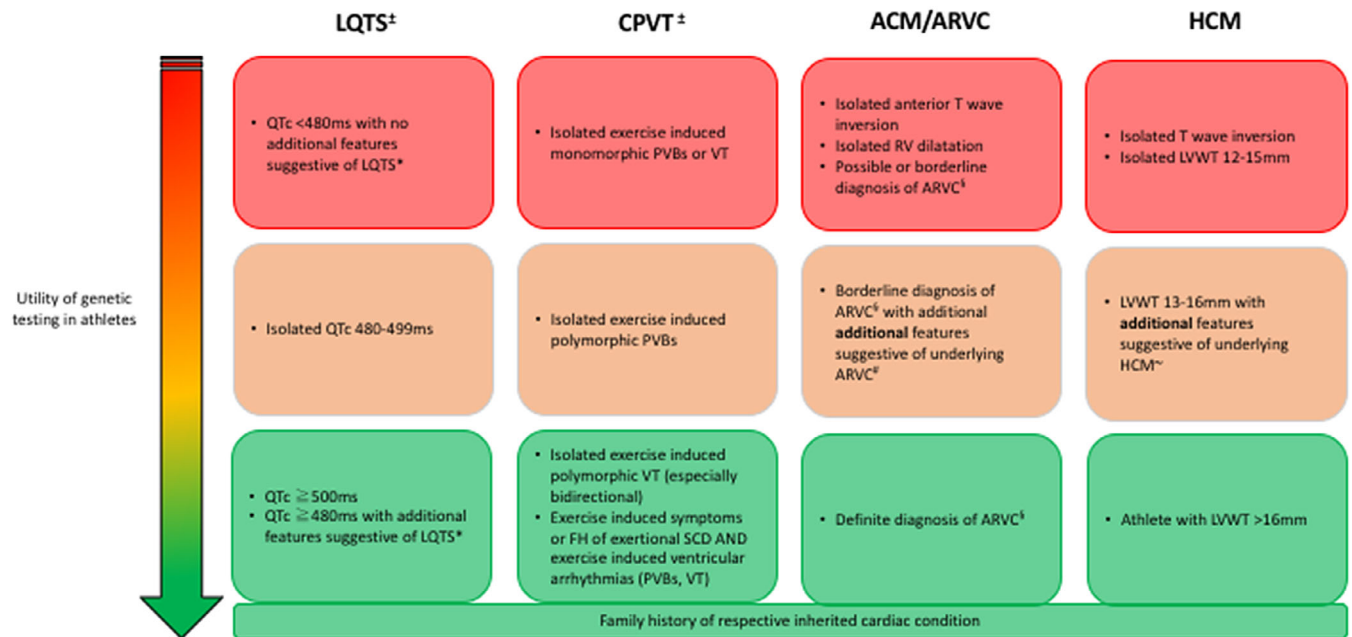 LQTS±
CPVT ±
ACM/ARVC
HCM
Utility of genetic
testing in athletes
• QTc <480ms with no
additional features
suggestive of LQTS*
• Isolated exercise induced
monomorphic PVBs or VT
• Isolated anterior T wave
inversion
• Isolated RV dilatation
• Possible or borderline
diagnosis of ARVC§
• Isolated T wave inversion
• Isolated LVWT 12-15mm
• Isolated QTc 480-499ms
• Isolated exercise induced
polymorphic PVBs
• Borderline diagnosis of
ARVC§ with additional
additional features
suggestive of underlying
ARVC#
• LVWT 13-16mm with
additional features
suggestive of underlying
HCM~
• QTc ≧500ms
• QTc ≧480ms with additional
features suggestive of LQTS*
• Isolated exercise induced
polymorphic VT (especially
bidirectional)
• Exercise induced symptoms
or FH of exertional SCD AND
exercise induced ventricular
arrhythmias (PVBs, VT)
• Definite diagnosis of ARVC§
• Athlete with LVWT >16mm
Family history of respective inherited cardiac condition